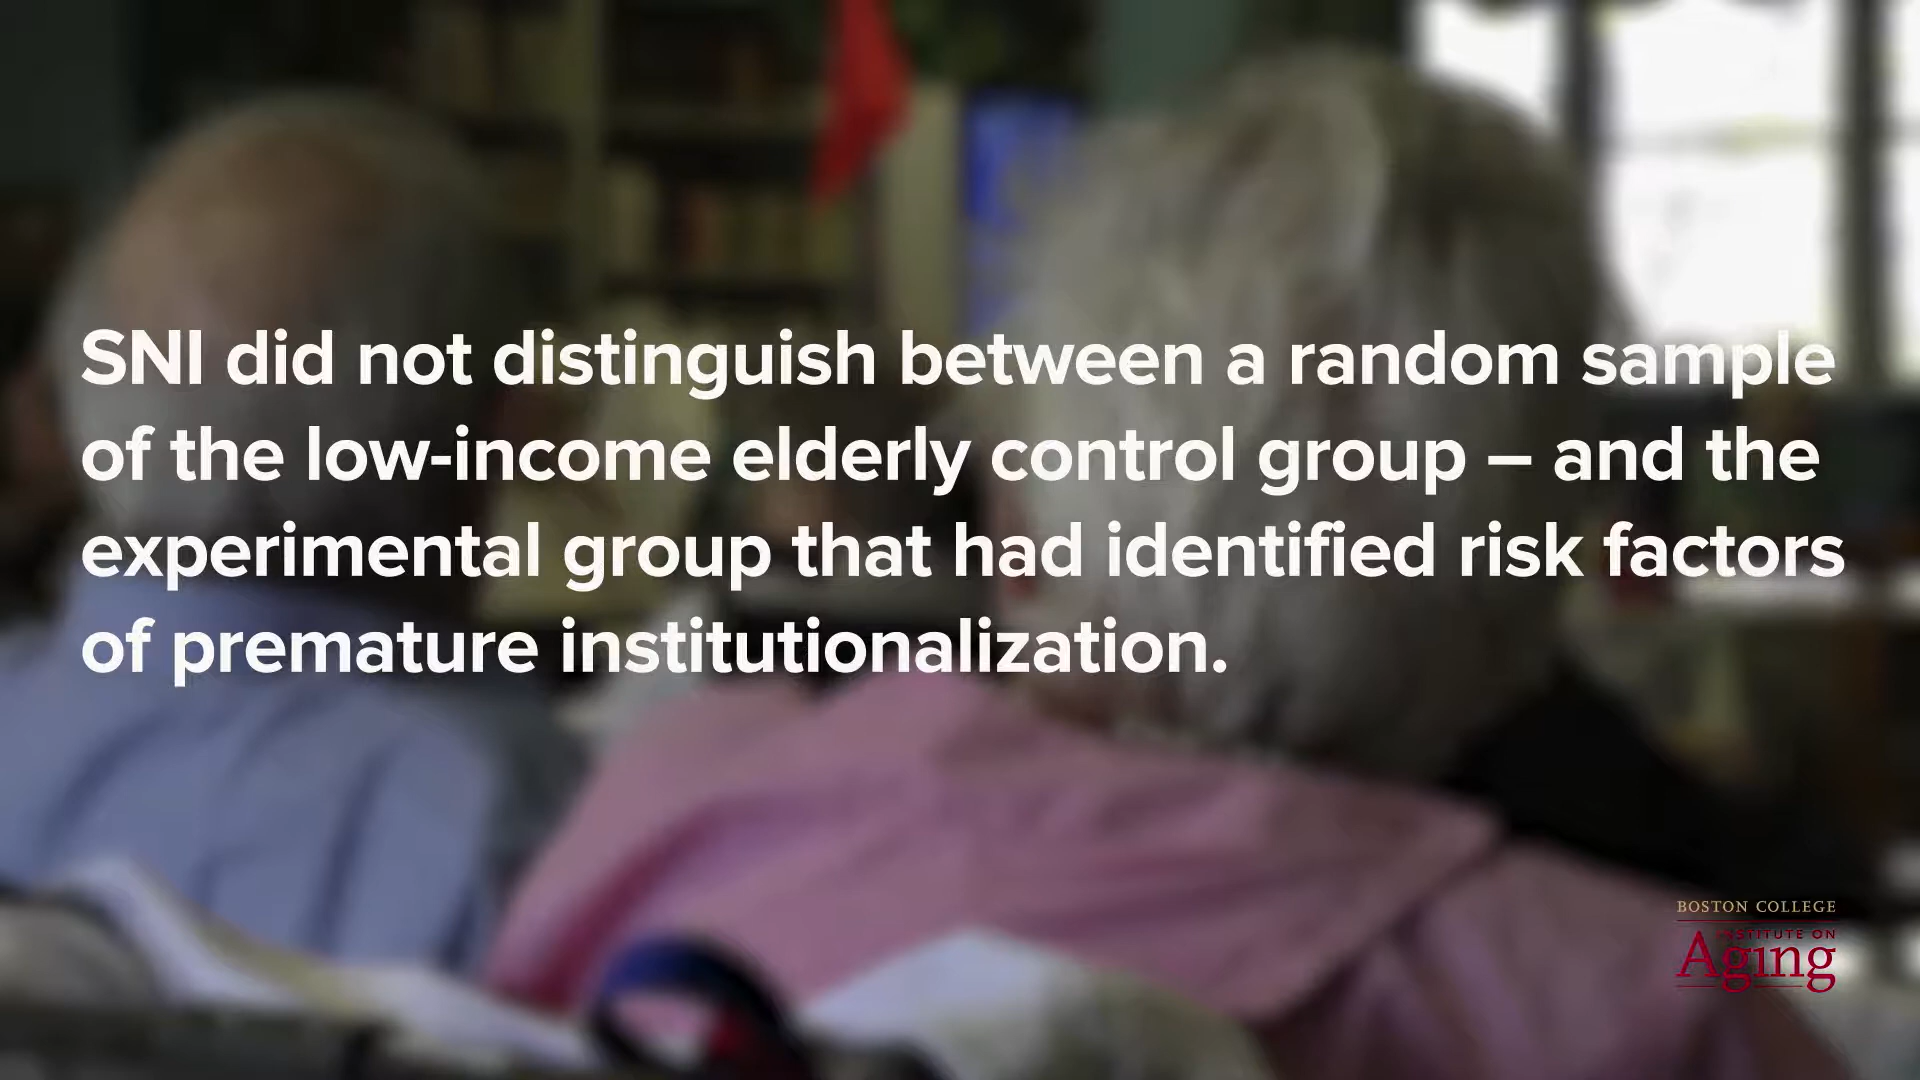 SNI did not distinguish between a random sample
of the low-income elderly control group – and the
experimental group that had identified risk factors
of premature institutionalization.
BOSTON COLLEGE
INSTITUTE ON
Aging